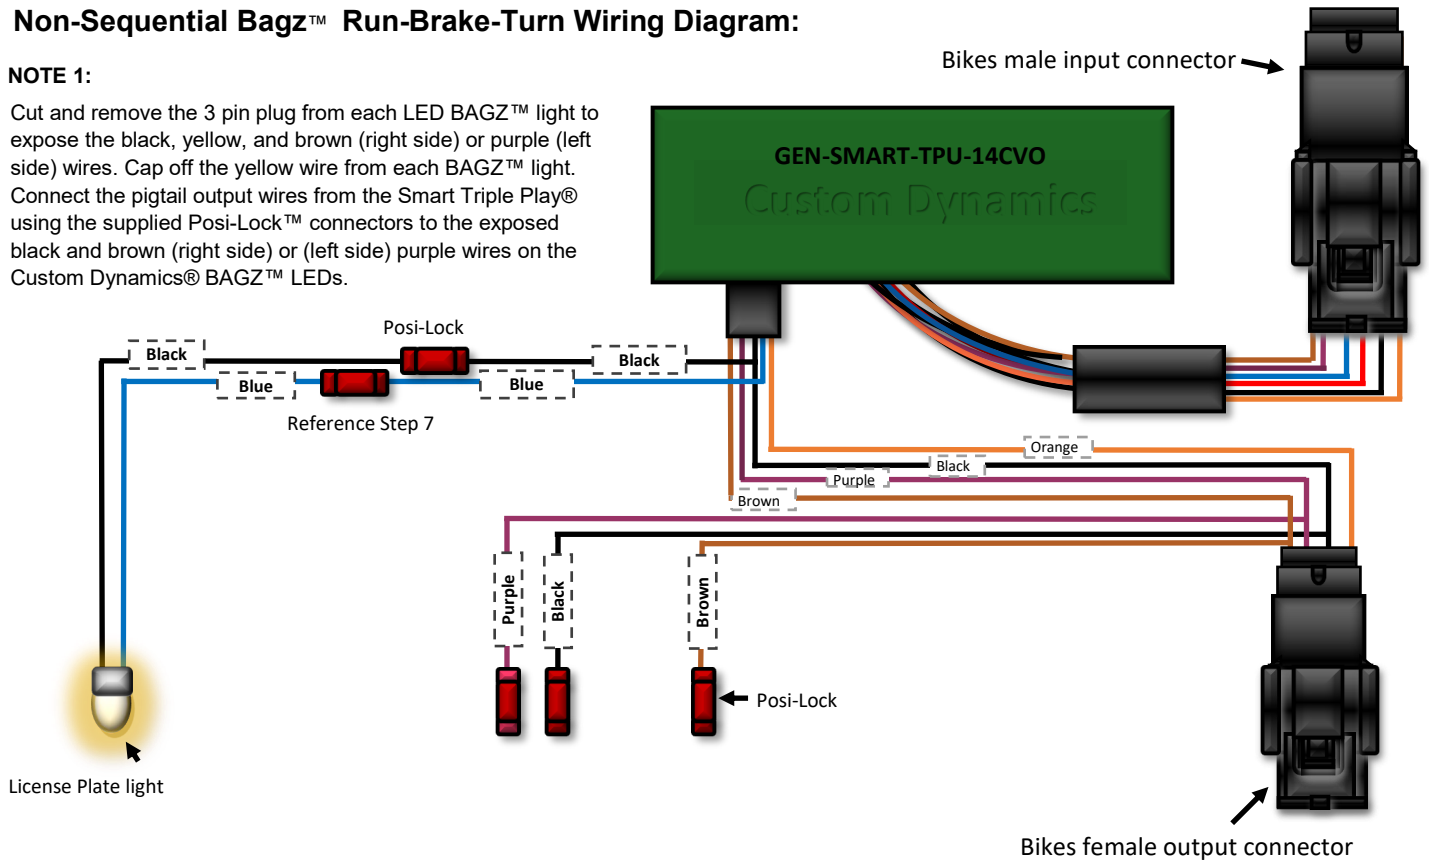 Non-Sequential Bagz™ Run-Brake-Turn Wiring Diagram:
Bikes male input connector
NOTE 1:
Cut and remove the 3 pin plug from each LED BAGZ™ light to
expose the black, yellow, and brown (right side) or purple (left
side) wires. Cap off the yellow wire from each BAGZ™ light.
Connect the pigtail output wires from the Smart Triple Play®
using the supplied Posi-Lock™ connectors to the exposed
black and brown (right side) or (left side) purple wires on the
Custom Dynamics® BAGZ™ LEDs.
GEN-SMART-TPU-14CVO
Custom Dynamics
Posi-Lock
Black
Black
Blue
Blue
Reference Step 7
Orange
Black
Purple
Brown
Purple
Black
Brown
Posi-Lock
License Plate light
Bikes female output connector